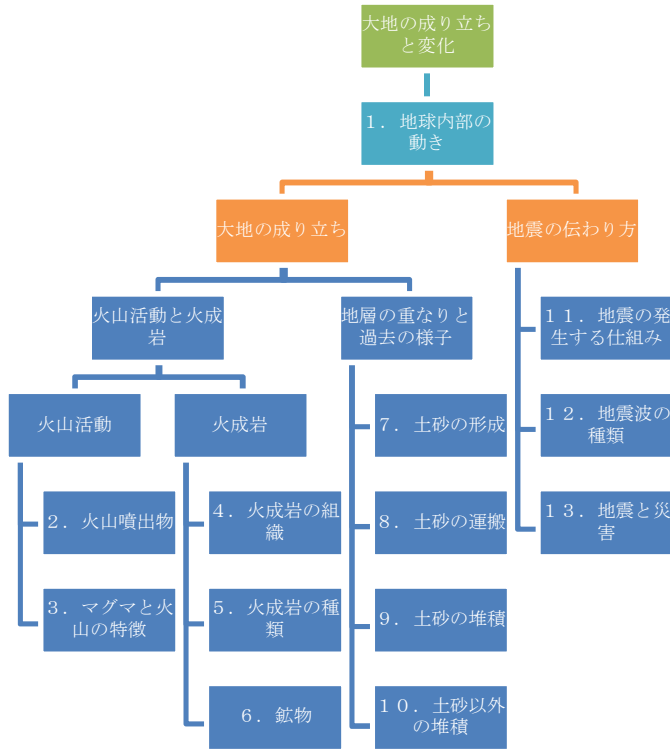 大地の成り立ち
と変化
１．地球内部の
動き
大地の成り立ち
地震の伝わり方
火山活動と火成
岩
地層の重なりと
過去の様子
火山活動
火成岩
２．火山噴出物
３．マグマと火
山の特徴
４．火成岩の組
織
５．火成岩の種
類
６．鉱物
７．土砂の形成
８．土砂の運搬
９．土砂の堆積
１０．土砂以外
の堆積
１１．地震の発
生する仕組み
１２．地震波の
種類
１３．地震と災
害